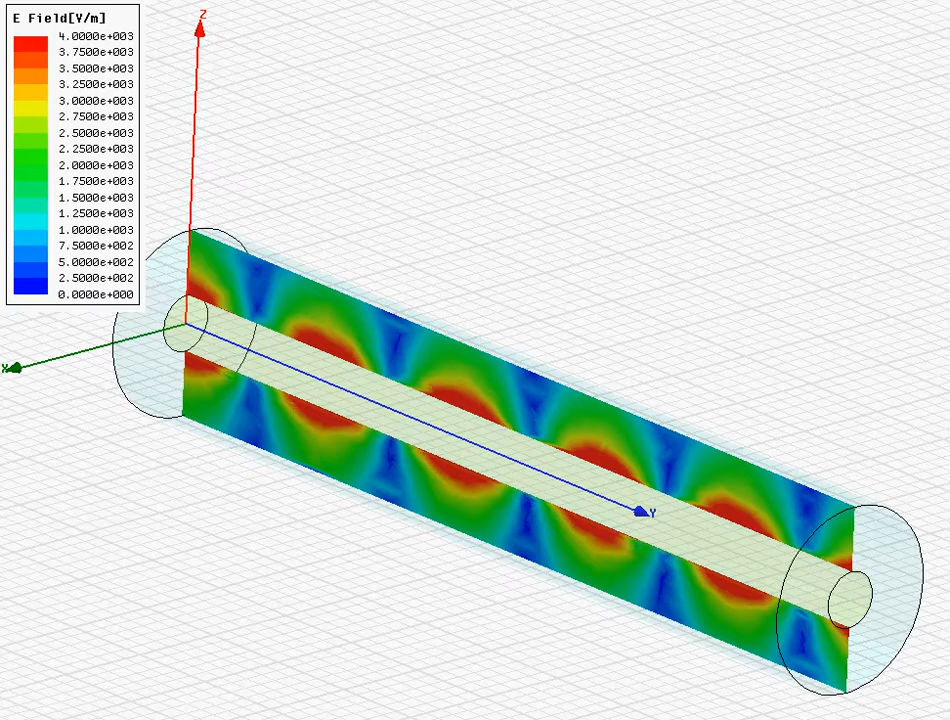 E Field[V/m]
4.0000e+003
3.7500e+003
3.5000e+003
3.2500e+003
3.0000e+003
2.7500e+003
2.5000e+003
2.2500e+003
2.0000e+003
1.7500e+003
1.5000e+003
1.2500e+003
1.0000e+003
7.5000e+002
5.0000e+002
2.5000e+002
0.0000e+000
Z
X
Y